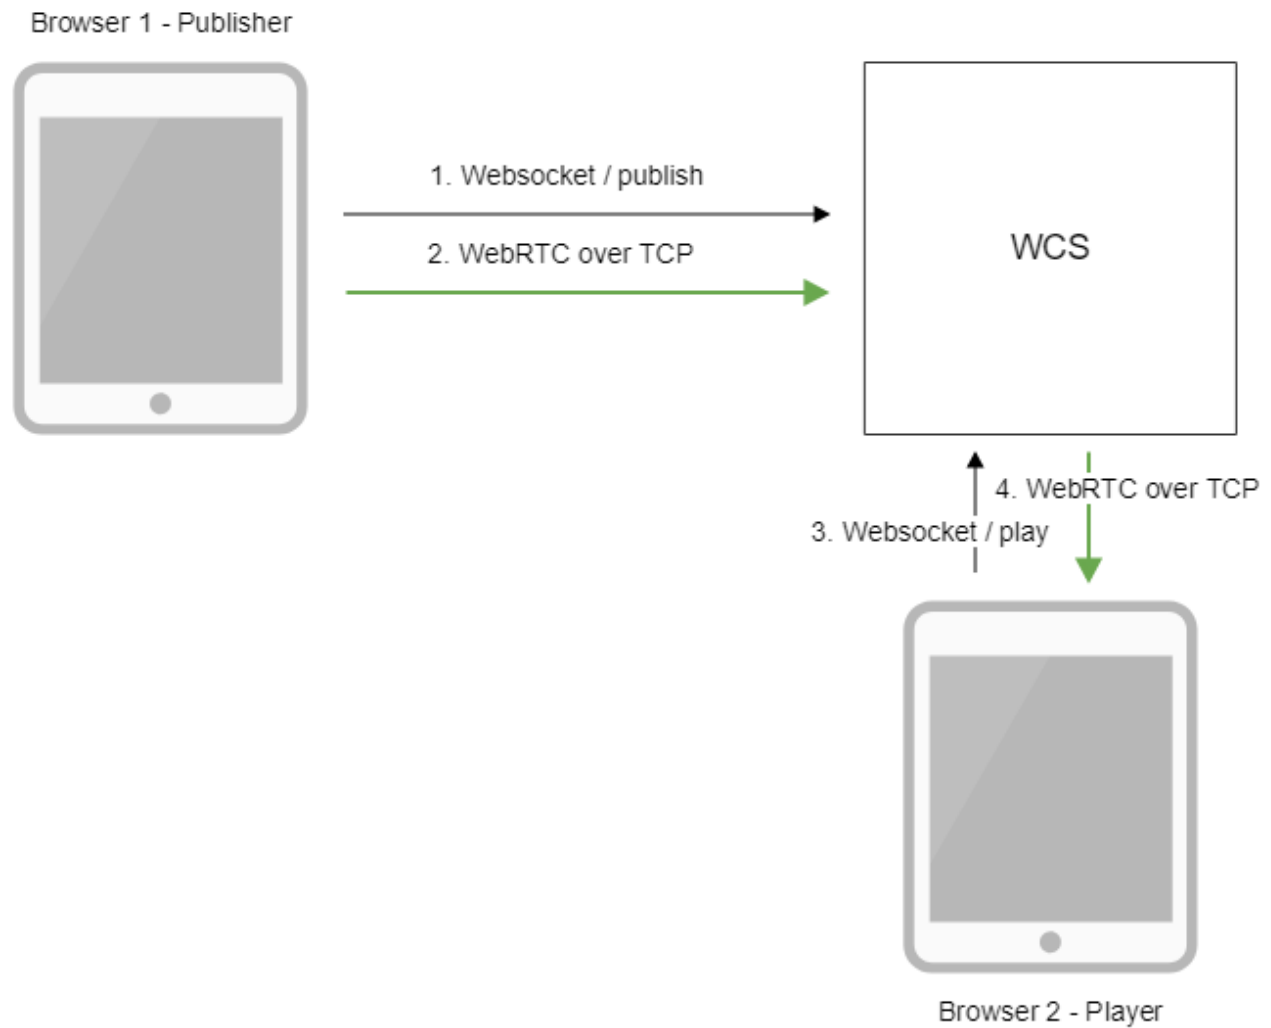 Browser 1 - Publisher
1. Websocket / publish
2. WebRTC over TCP
WCS
4. WebRTC over TCP
3. Websocket / play
Browser 2 - Player